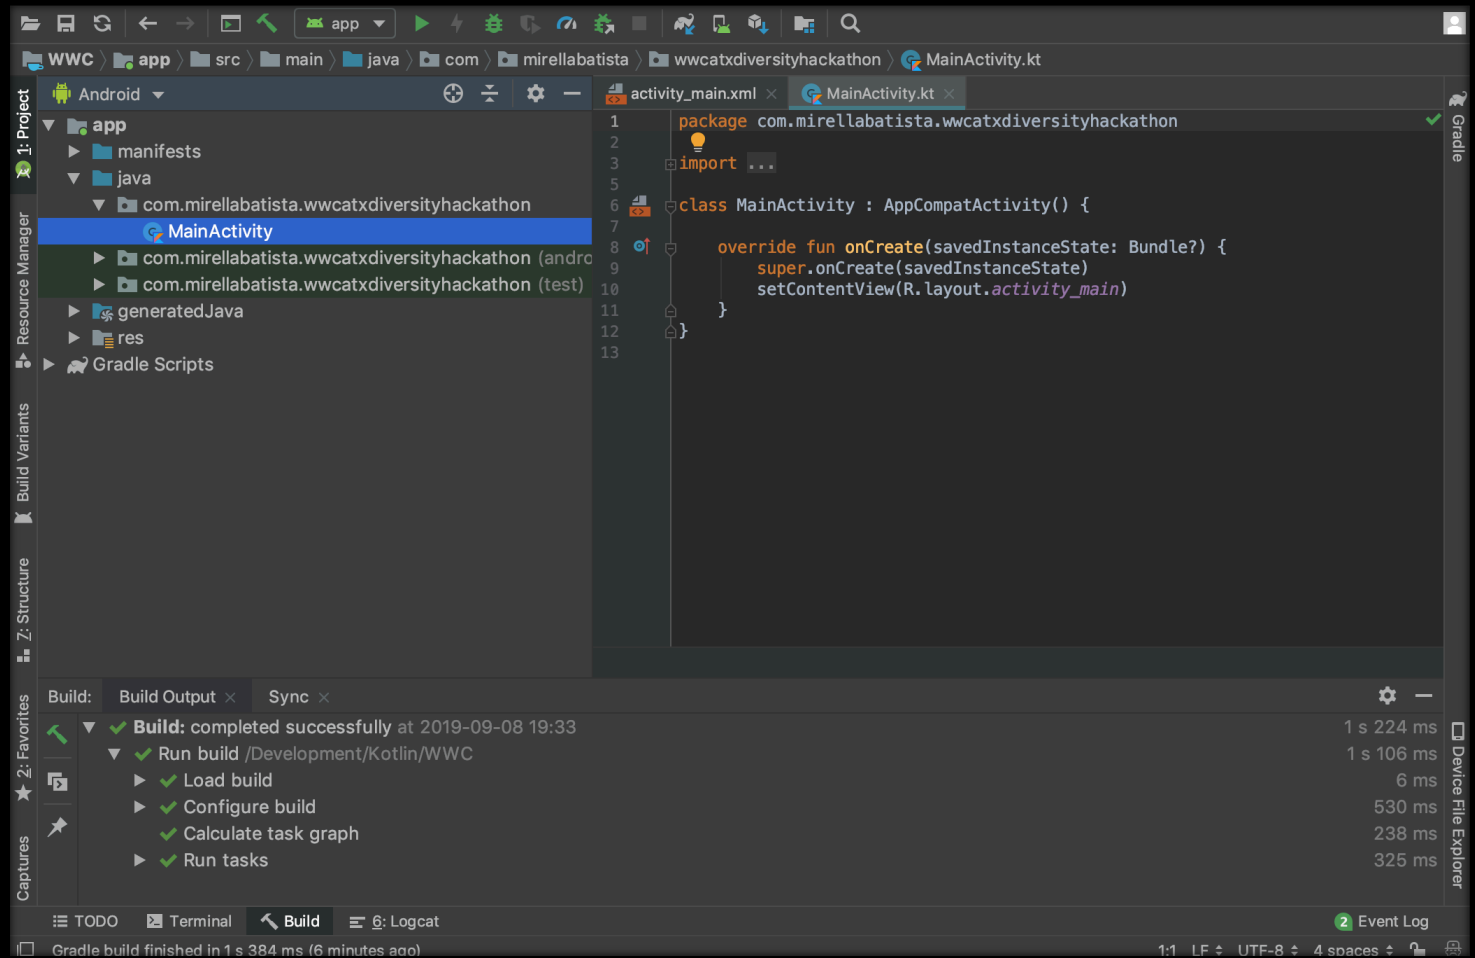 app
WWC app src main java com mirellabatista wwcatxdiversityhackathon MainActivity.kt
1: Project
Resource Manager
Build Variants
7: Structure
2: Favorites
Captures
Android
app
manifests
java
com.mirellabatista.wwcatxdiversityhackathon
MainActivity
com.mirellabatista.wwcatxdiversityhackathon (andro
com.mirellabatista.wwcatxdiversityhackathon (test)
generatedJava
res
Gradle Scripts
activity_main.xml MainActivity.kt
1 package com.mirellabatista.wwcatxdiversityhackathon
2
3 import ...
5
6 class MainActivity : AppCompatActivity() {
7
8 override fun onCreate(savedInstanceState: Bundle?) {
9 super.onCreate(savedInstanceState)
10 setContentView(R.layout.activity_main)
11 }
12 }
13
Gradle
Device File Explorer
Build: Build Output Sync
Build: completed successfully at 2019-09-08 19:33 1 s 224 ms
Run build /Development/Kotlin/WWC 1 s 106 ms
Load build 6 ms
Configure build 530 ms
Calculate task graph 238 ms
Run tasks 325 ms
TODO Terminal Build 6: Logcat 2 Event Log
Gradle build finished in 1 s 384 ms (6 minutes ago) 1:1 LF UTF-8 4 spaces